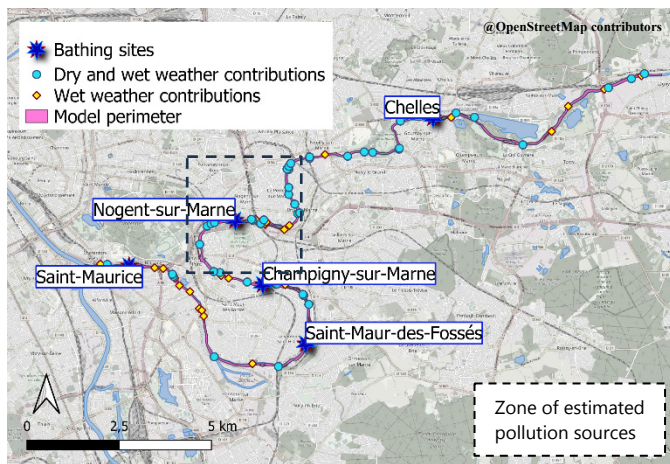 @OpenStreetMap contributors
Bathing sites
Dry and wet weather contributions
Wet weather contributions
Model perimeter
Chelles
Nogent-sur-Marne
Saint-Maurice
Champigny-sur-Marne
Saint-Maur-des-Fossés
Zone of estimated
pollution sources
0 2,5 5 km